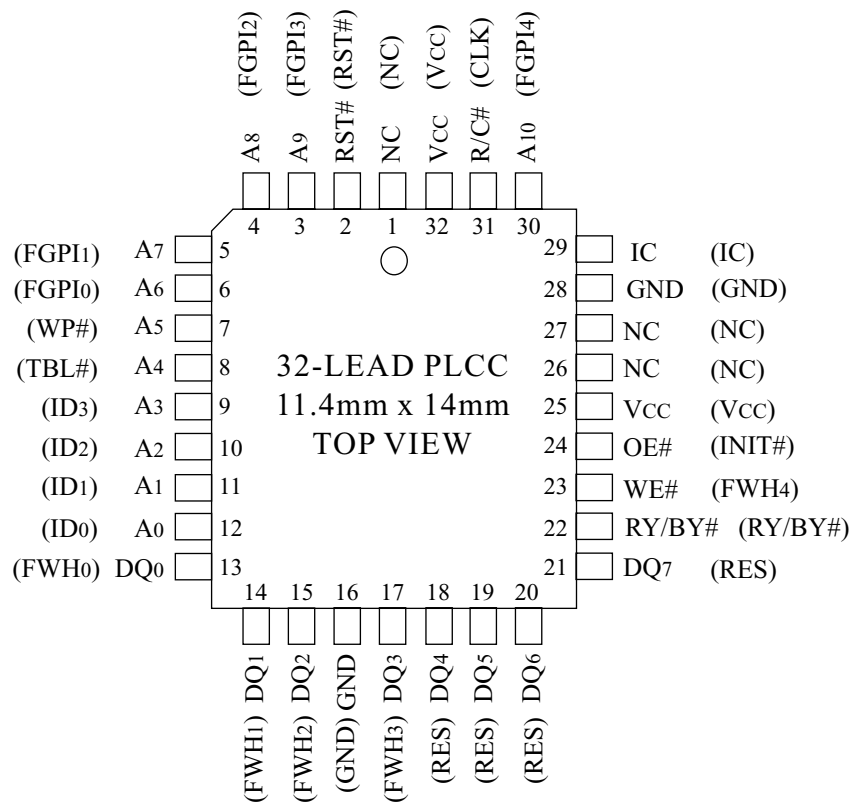 (FGPI2) (FGPI3) (RST#) (NC) (VCC) (CLK) (FGPI4)
A8 A9 RST# NC VCC R/C# A10
4 3 2 1 32 31 30
(FGPI1) A7 5
(FGPI0) A6 6
(WP#) A5 7
(TBL#) A4 8
(ID3) A3 9
(ID2) A2 10
(ID1) A1 11
(ID0) A0 12
(FWH0) DQ0 13
32-LEAD PLCC
11.4mm x 14mm
TOP VIEW
29 IC (IC)
28 GND (GND)
27 NC (NC)
26 NC (NC)
25 VCC (VCC)
24 OE# (INIT#)
23 WE# (FWH4)
22 RY/BY# (RY/BY#)
21 DQ7 (RES)
14 15 16 17 18 19 20
DQ1 DQ2 GND DQ3 DQ4 DQ5 DQ6
(FWH1) (FWH2) (GND) (FWH3) (RES) (RES) (RES)